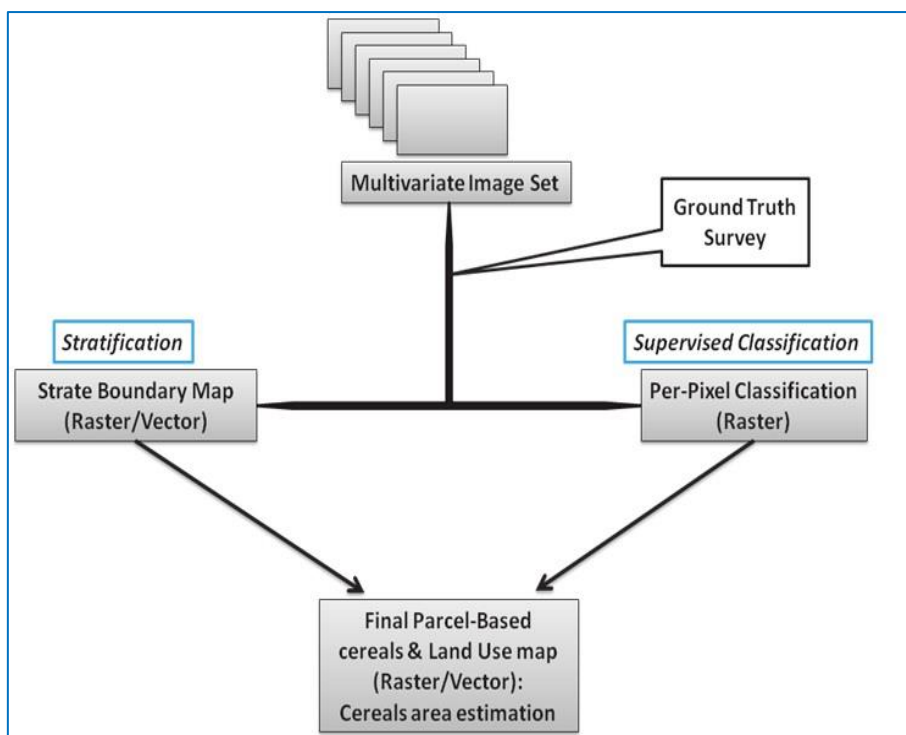 Multivariate Image Set
Ground Truth
Survey
Stratification
Supervised Classification
Strate Boundary Map
(Raster/Vector)
Per-Pixel Classification
(Raster)
Final Parcel-Based
cereals & Land Use map
(Raster/Vector):
Cereals area estimation